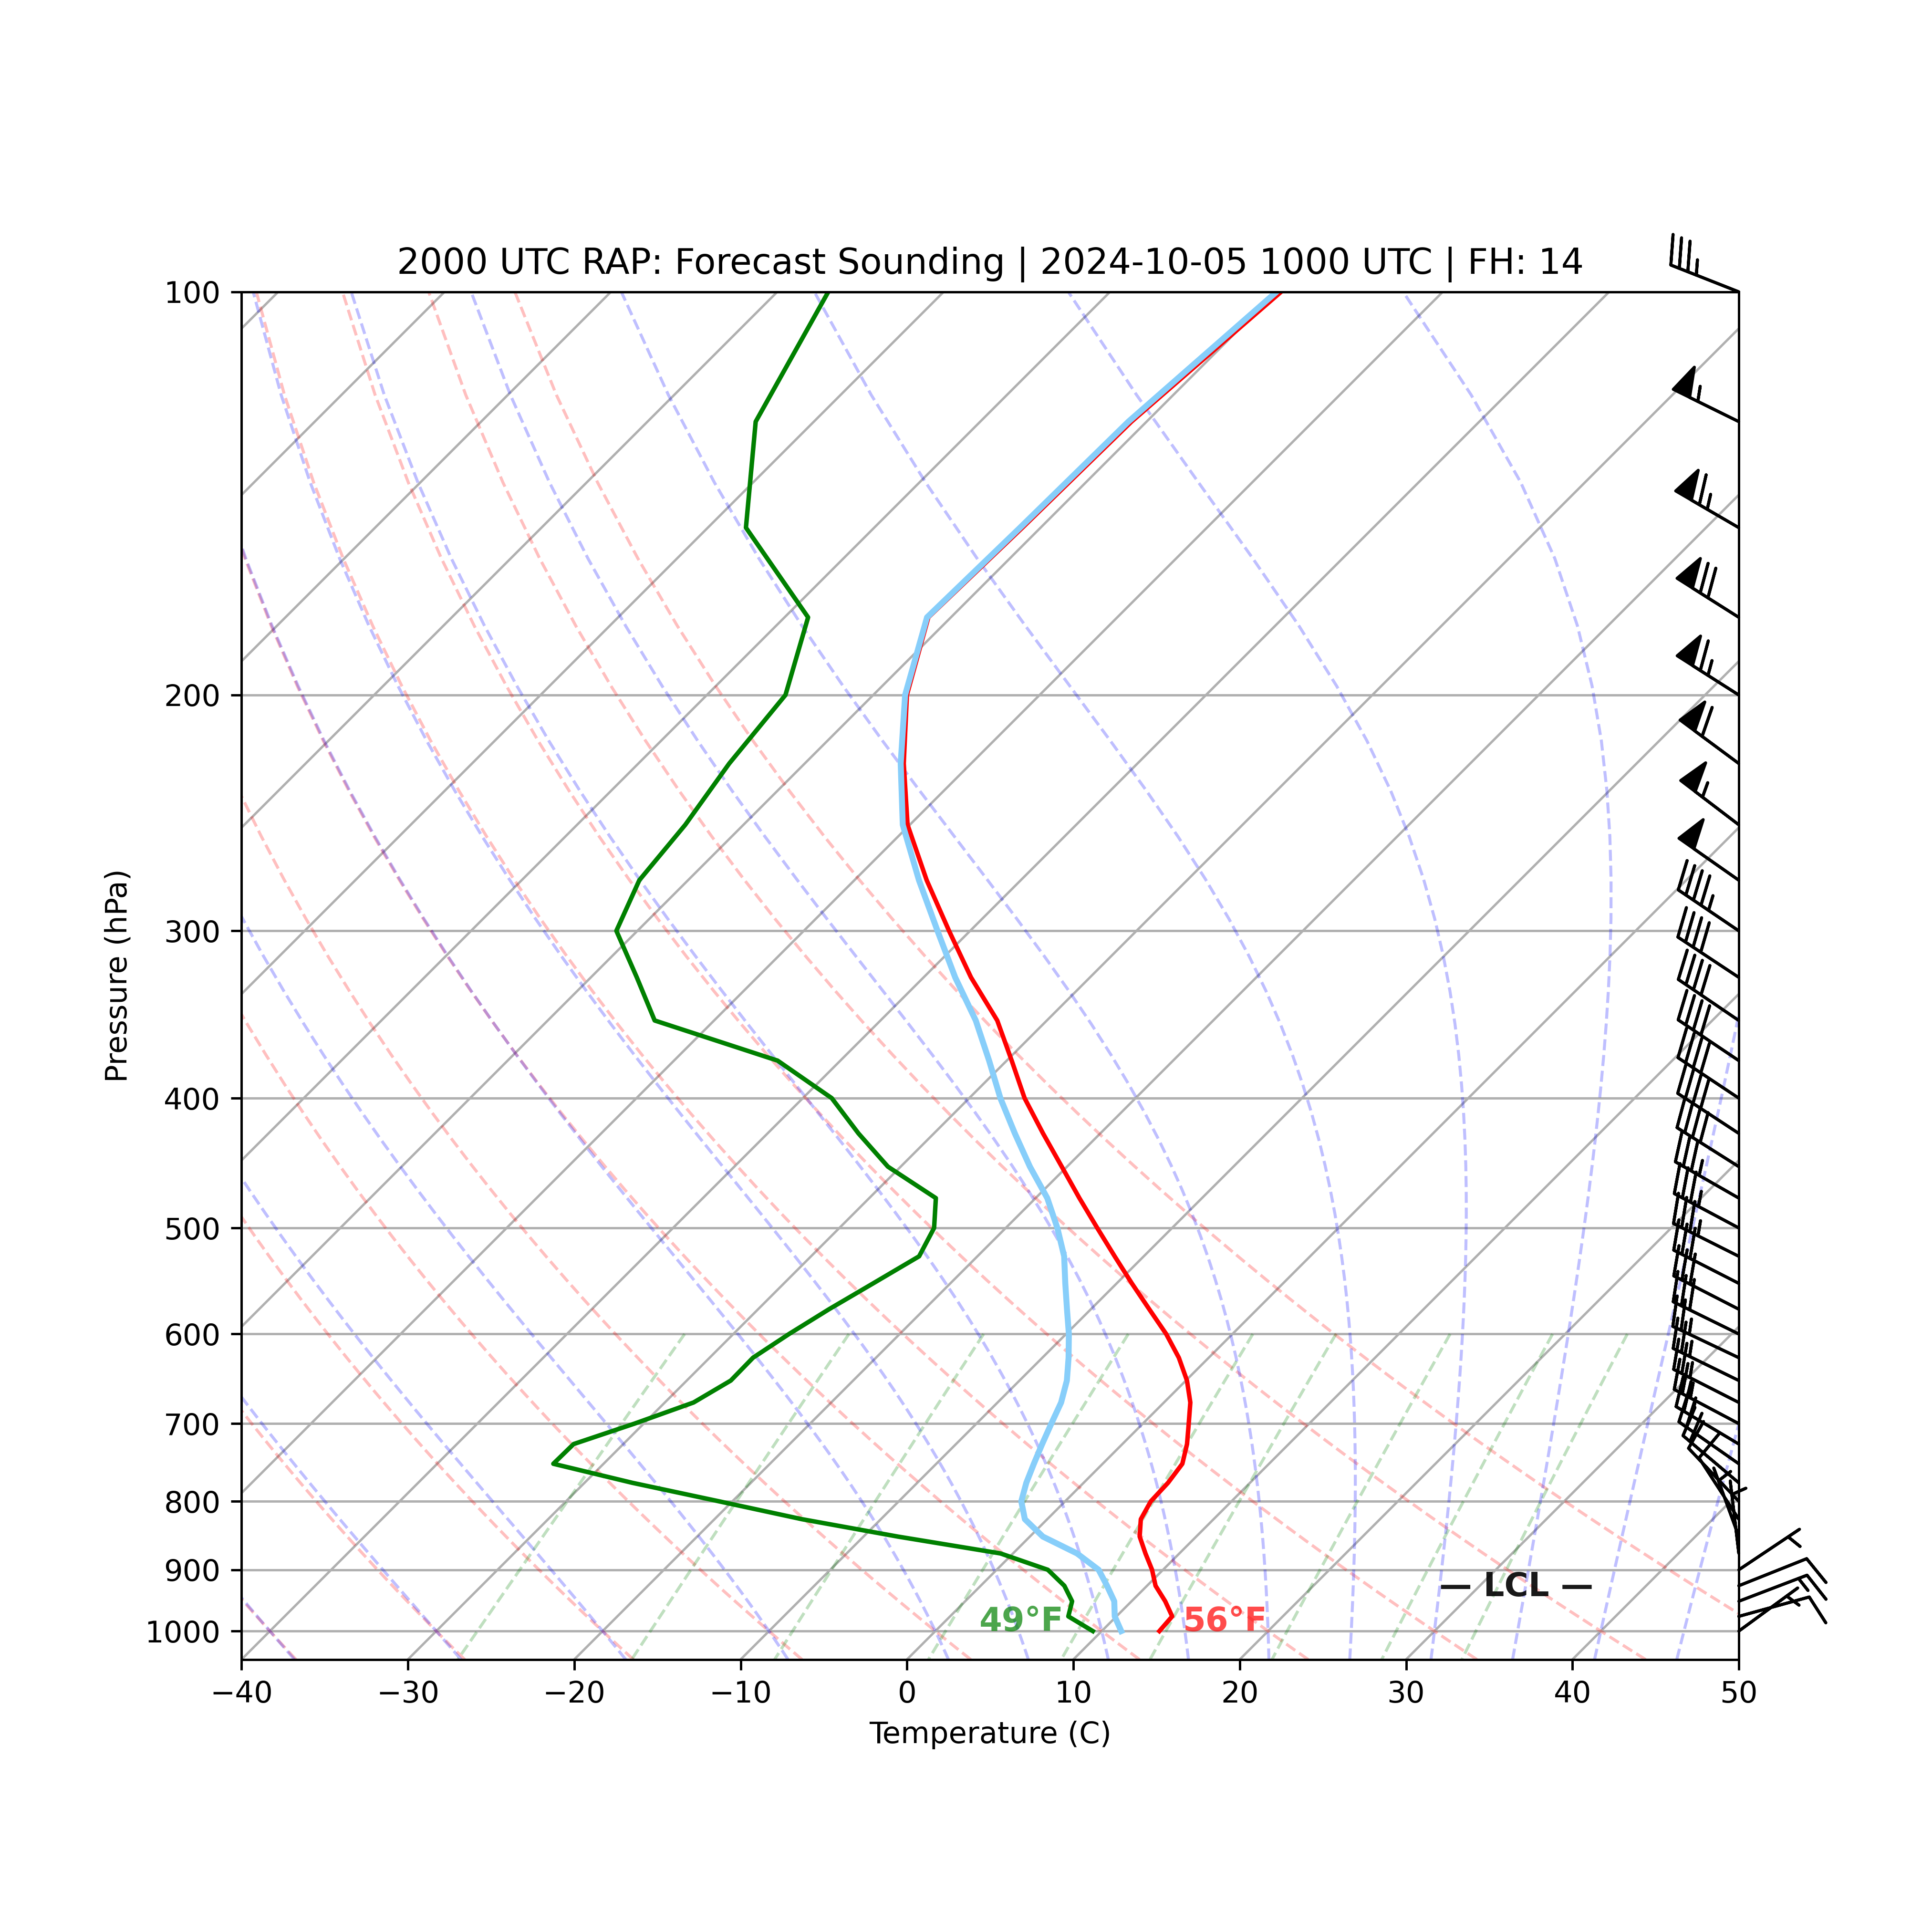 2000 UTC RAP: Forecast Sounding | 2024-10-05 1000 UTC | FH: 14
100
200
300
400
500
600
700
800
900
1000
Pressure (hPa)
— LCL —
49°F
56°F
−40 −30 −20 −10 0 10 20 30 40 50
Temperature (C)